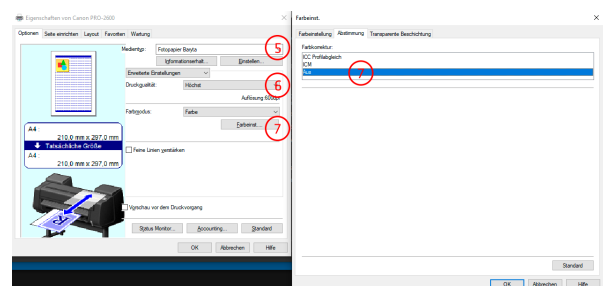 Eigenschaften von Canon PRO-2600
Optionen Seite einrichten Layout Favoriten Wartung
Medientyp: Fotopapier Baryta
5
Informationserhalt... Einstellen...
Erweiterte Einstellungen
Druckqualität: Höchst
6
Auflösung 600dpi
Farbmodus: Farbe
Farbeinst...
7
A4 :
210,0 mm x 297,0 mm
Tatsächliche Größe
A4 :
210,0 mm x 297,0 mm
Feine Linien verstärken
Vorschau vor dem Druckvorgang
Status Monitor... Accounting... Standard
OK Abbrechen Hilfe
Farbeinst.
Farbeinstellung Abstimmung Transparente Beschichtung
Farbkorrektur:
ICC Profilabgleich
ICM
Aus
7
Standard
OK Abbrechen Hilfe